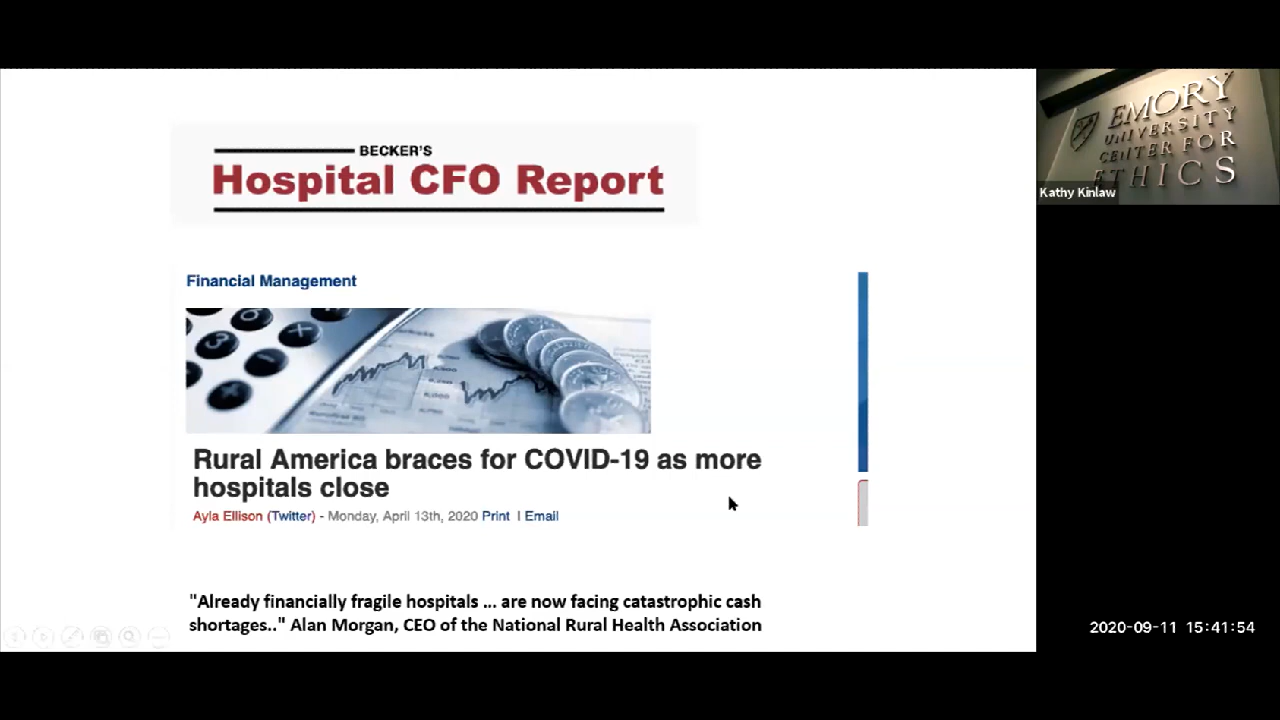 BECKER'S
Hospital CFO Report
Financial Management
Rural America braces for COVID-19 as more
hospitals close
Ayla Ellison (Twitter) - Monday, April 13th, 2020 Print | Email
"Already financially fragile hospitals ... are now facing catastrophic cash
shortages.." Alan Morgan, CEO of the National Rural Health Association
EMORY
UNIVERSITY
CENTER FOR
ETHICS
Kathy Kinlaw
2020-09-11 15:41:54